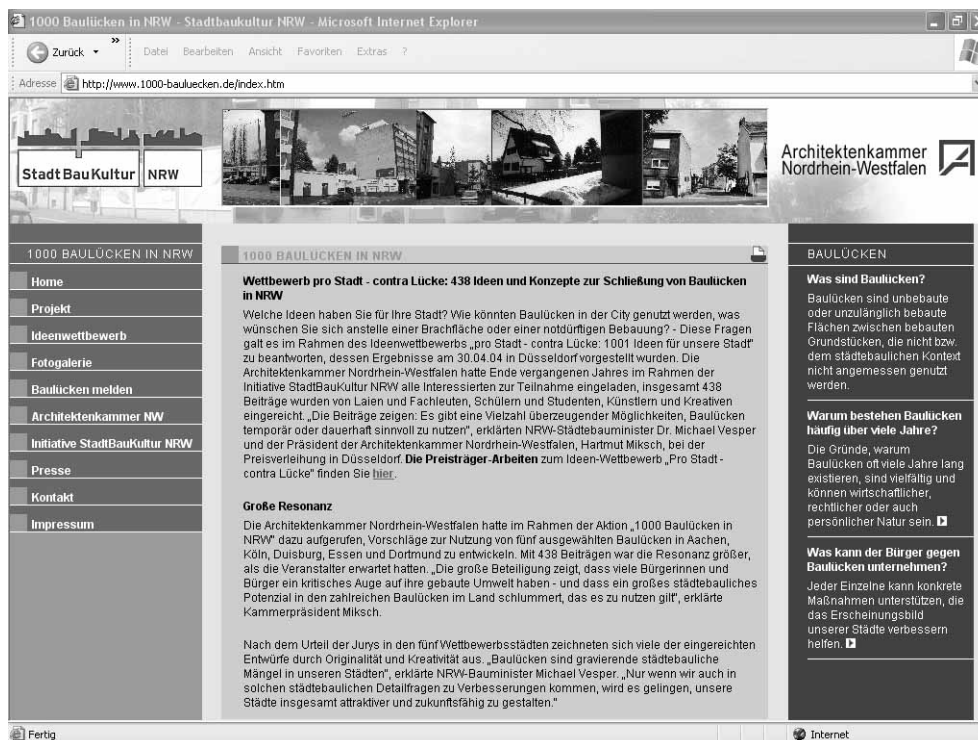 1000 Baulücken in NRW - Stadtbaukultur NRW - Microsoft Internet Explorer
Zurück
Datei Bearbeiten Ansicht Favoriten Extras ?
Adresse http://www.1000-bauluecken.de/index.htm
StadtBauKultur NRW
Architektenkammer
Nordrhein-Westfalen
1000 BAULÜCKEN IN NRW
Home
Projekt
Ideenwettbewerb
Fotogalerie
Baulücken melden
Architektenkammer NW
Initiative StadtBauKultur NRW
Presse
Kontakt
Impressum
1000 BAULÜCKEN IN NRW
Wettbewerb pro Stadt - contra Lücke: 438 Ideen und Konzepte zur Schließung von Baulücken
in NRW
Welche Ideen haben Sie für Ihre Stadt? Wie könnten Baulücken in der City genutzt werden, was
wünschen Sie sich anstelle einer Brachfläche oder einer notdürftigen Bebauung? - Diese Fragen
galt es im Rahmen des Ideenwettbewerbs „pro Stadt - contra Lücke: 1001 Ideen für unsere Stadt"
zu beantworten, dessen Ergebnisse am 30.04.04 in Düsseldorf vorgestellt wurden. Die
Architektenkammer Nordrhein-Westfalen hatte Ende vergangenen Jahres im Rahmen der
Initiative StadtBauKultur NRW alle Interessierten zur Teilnahme eingeladen, insgesamt 438
Beiträge wurden von Laien und Fachleuten, Schülern und Studenten, Künstlern und Kreativen
eingereicht. „Die Beiträge zeigen: Es gibt eine Vielzahl überzeugender Möglichkeiten, Baulücken
temporär oder dauerhaft sinnvoll zu nutzen", erklärten NRW-Städtebauminister Dr. Michael Vesper
und der Präsident der Architektenkammer Nordrhein-Westfalen, Hartmut Miksch, bei der
Preisverleihung in Düsseldorf. Die Preisträger-Arbeiten zum Ideen-Wettbewerb „Pro Stadt -
contra Lücke" finden Sie hier.
Große Resonanz
Die Architektenkammer Nordrhein-Westfalen hatte im Rahmen der Aktion „1000 Baulücken in
NRW" dazu aufgerufen, Vorschläge zur Nutzung von fünf ausgewählten Baulücken in Aachen,
Köln, Duisburg, Essen und Dortmund zu entwickeln. Mit 438 Beiträgen war die Resonanz größer,
als die Veranstalter erwartet hatten. „Die große Beteiligung zeigt, dass viele Bürgerinnen und
Bürger ein kritisches Auge auf ihre gebaute Umwelt haben - und dass ein großes städtebauliches
Potenzial in den zahlreichen Baulücken im Land schlummert, das es zu nutzen gilt", erklärte
Kammerpräsident Miksch.
Nach dem Urteil der Jurys in den fünf Wettbewerbsstädten zeichneten sich viele der eingereichten
Entwürfe durch Originalität und Kreativität aus. „Baulücken sind gravierende städtebauliche
Mängel in unseren Städten", erklärte NRW-Bauminister Michael Vesper. „Nur wenn wir auch in
solchen städtebaulichen Detailfragen zu Verbesserungen kommen, wird es gelingen, unsere
Städte insgesamt attraktiver und zukunftsfähig zu gestalten."
BAULÜCKEN
Was sind Baulücken?
Baulücken sind unbebaute
oder unzulänglich bebaute
Flächen zwischen bebauten
Grundstücken, die nicht bzw.
dem städtebaulichen Kontext
nicht angemessen genutzt
werden.
Warum bestehen Baulücken
häufig über viele Jahre?
Die Gründe, warum
Baulücken oft viele Jahre lang
existieren, sind vielfältig und
können wirtschaftlicher,
rechtlicher oder auch
persönlicher Natur sein.
Was kann der Bürger gegen
Baulücken unternehmen?
Jeder Einzelne kann konkrete
Maßnahmen unterstützen, die
das Erscheinungsbild
unserer Städte verbessern
helfen.
Fertig
Internet